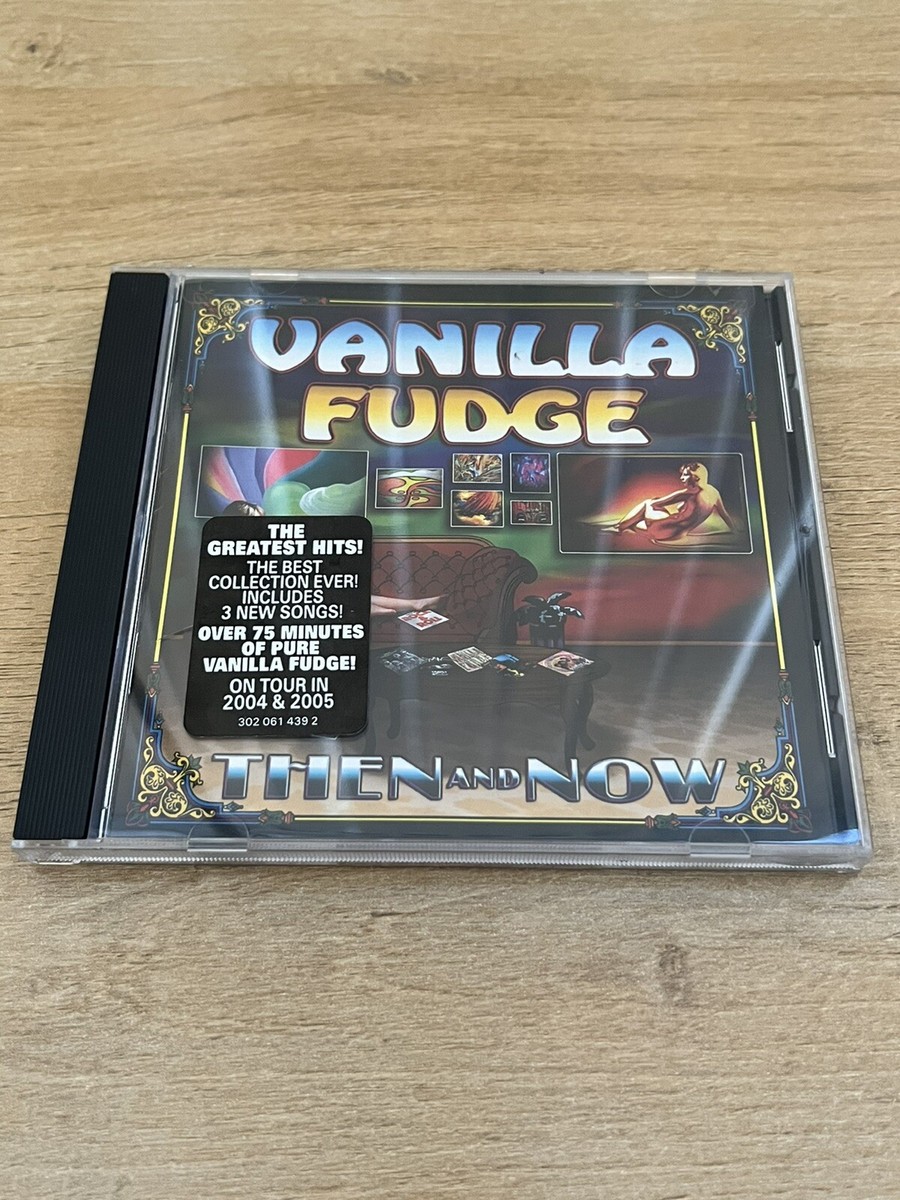 VANILLA
FUDGE
THE
GREATEST HITS!
THE BEST
COLLECTION EVER!
INCLUDES
3 NEW SONGS!
OVER 75 MINUTES
OF PURE
VANILLA FUDGE!
ON TOUR IN
2004 & 2005
302 061 439 2
THEN AND NOW